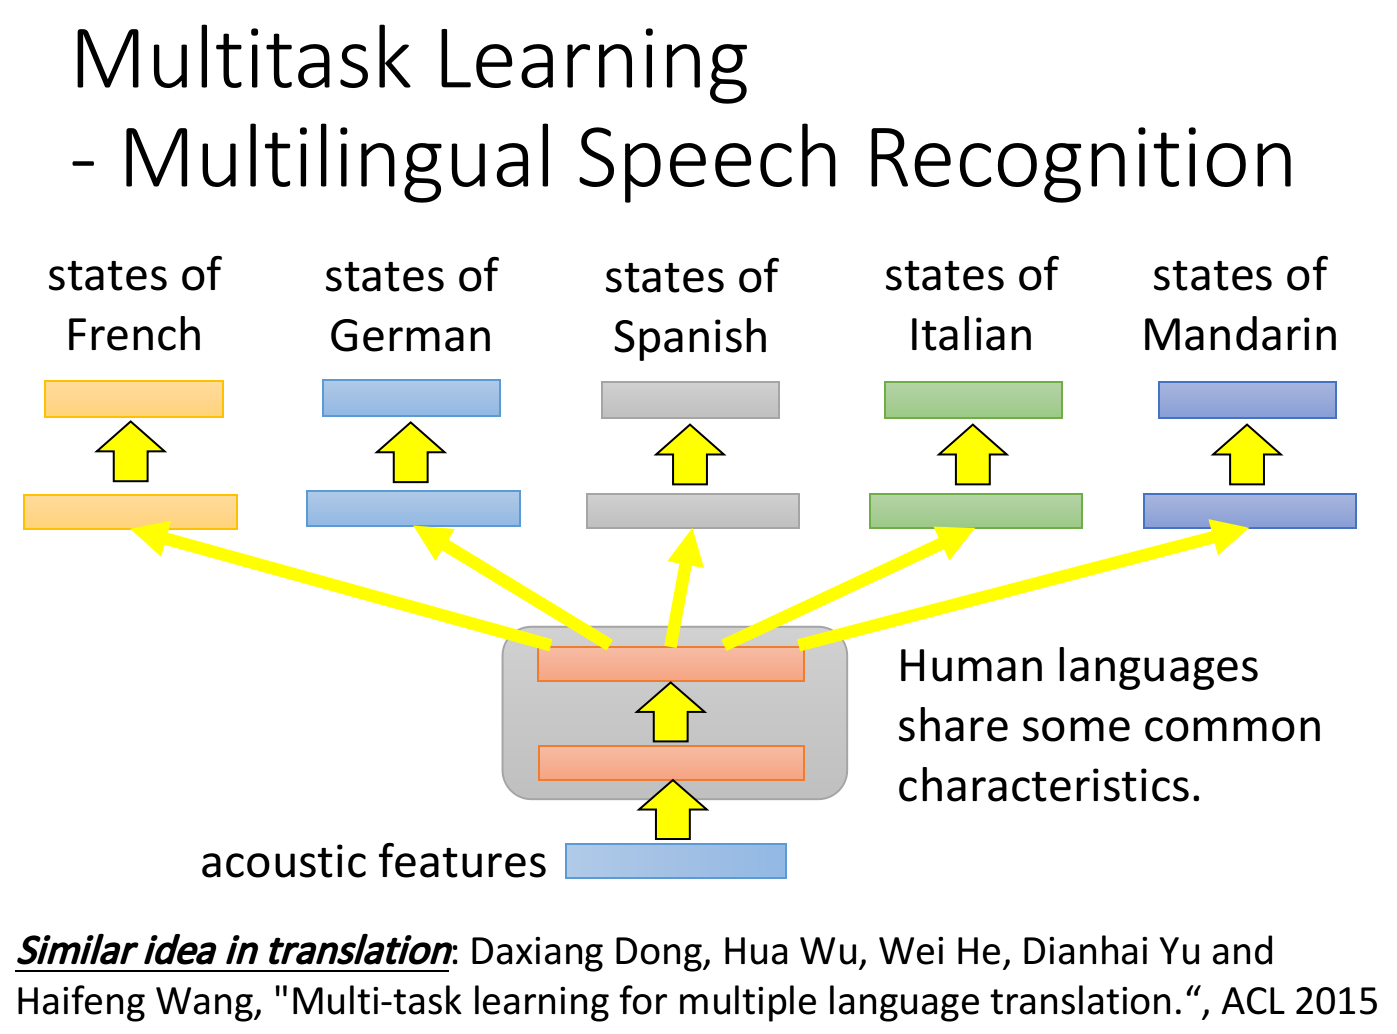 Multitask Learning
- Multilingual Speech Recognition
states of
French
states of
German
states of
Spanish
states of
Italian
states of
Mandarin
Human languages
share some common
characteristics.
acoustic features
Similar idea in translation: Daxiang Dong, Hua Wu, Wei He, Dianhai Yu and
Haifeng Wang, "Multi-task learning for multiple language translation.“, ACL 2015